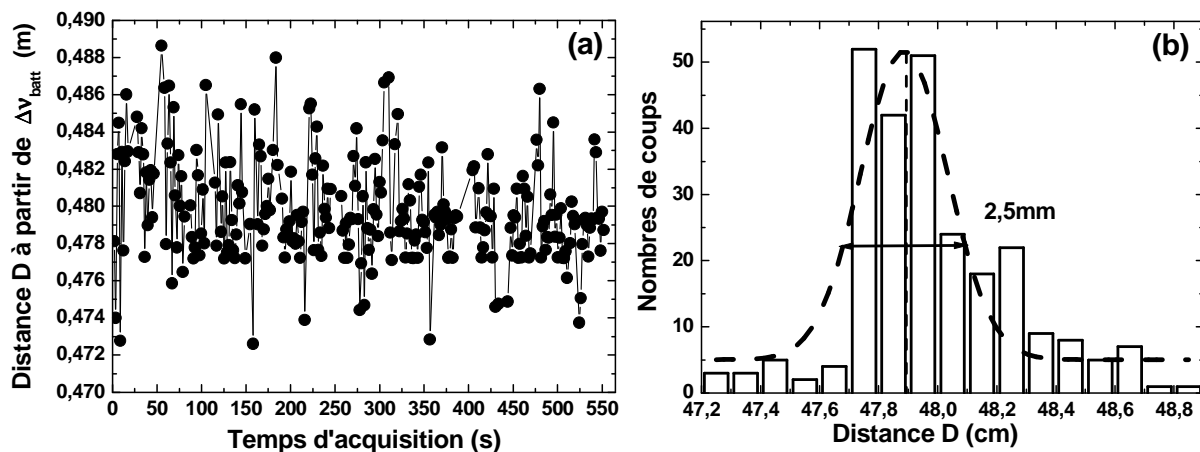 (a)
Distance D à partir de Δν_batt (m)
0,490
0,488
0,486
0,484
0,482
0,480
0,478
0,476
0,474
0,472
0,470
0 50 100 150 200 250 300 350 400 450 500 550
Temps d'acquisition (s)
(b)
Nombres de coups
50
40
30
20
10
0
2,5mm
47,2 47,4 47,6 47,8 48,0 48,2 48,4 48,6 48,8
Distance D (cm)